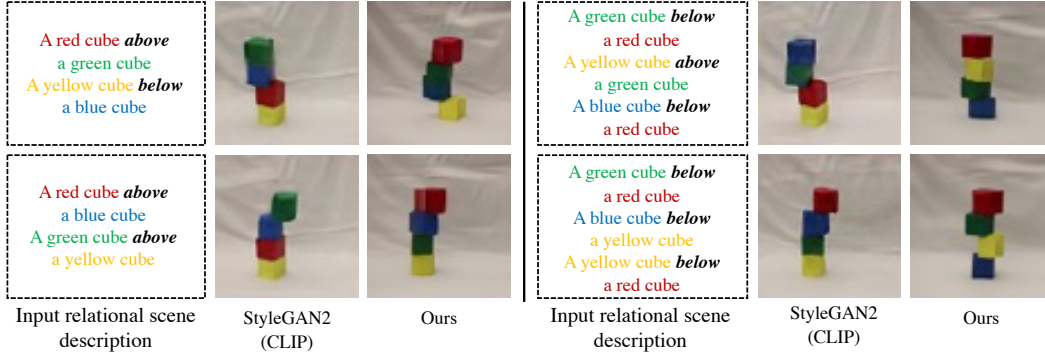 A red cube above
a green cube
A yellow cube below
a blue cube
A red cube above
a blue cube
A green cube above
a yellow cube
Input relational scene
description
StyleGAN2
(CLIP)
Ours
A green cube below
a red cube
A yellow cube above
a green cube
A blue cube below
a red cube
A green cube below
a red cube
A blue cube below
a yellow cube
A yellow cube below
a red cube
Input relational scene
description
StyleGAN2
(CLIP)
Ours